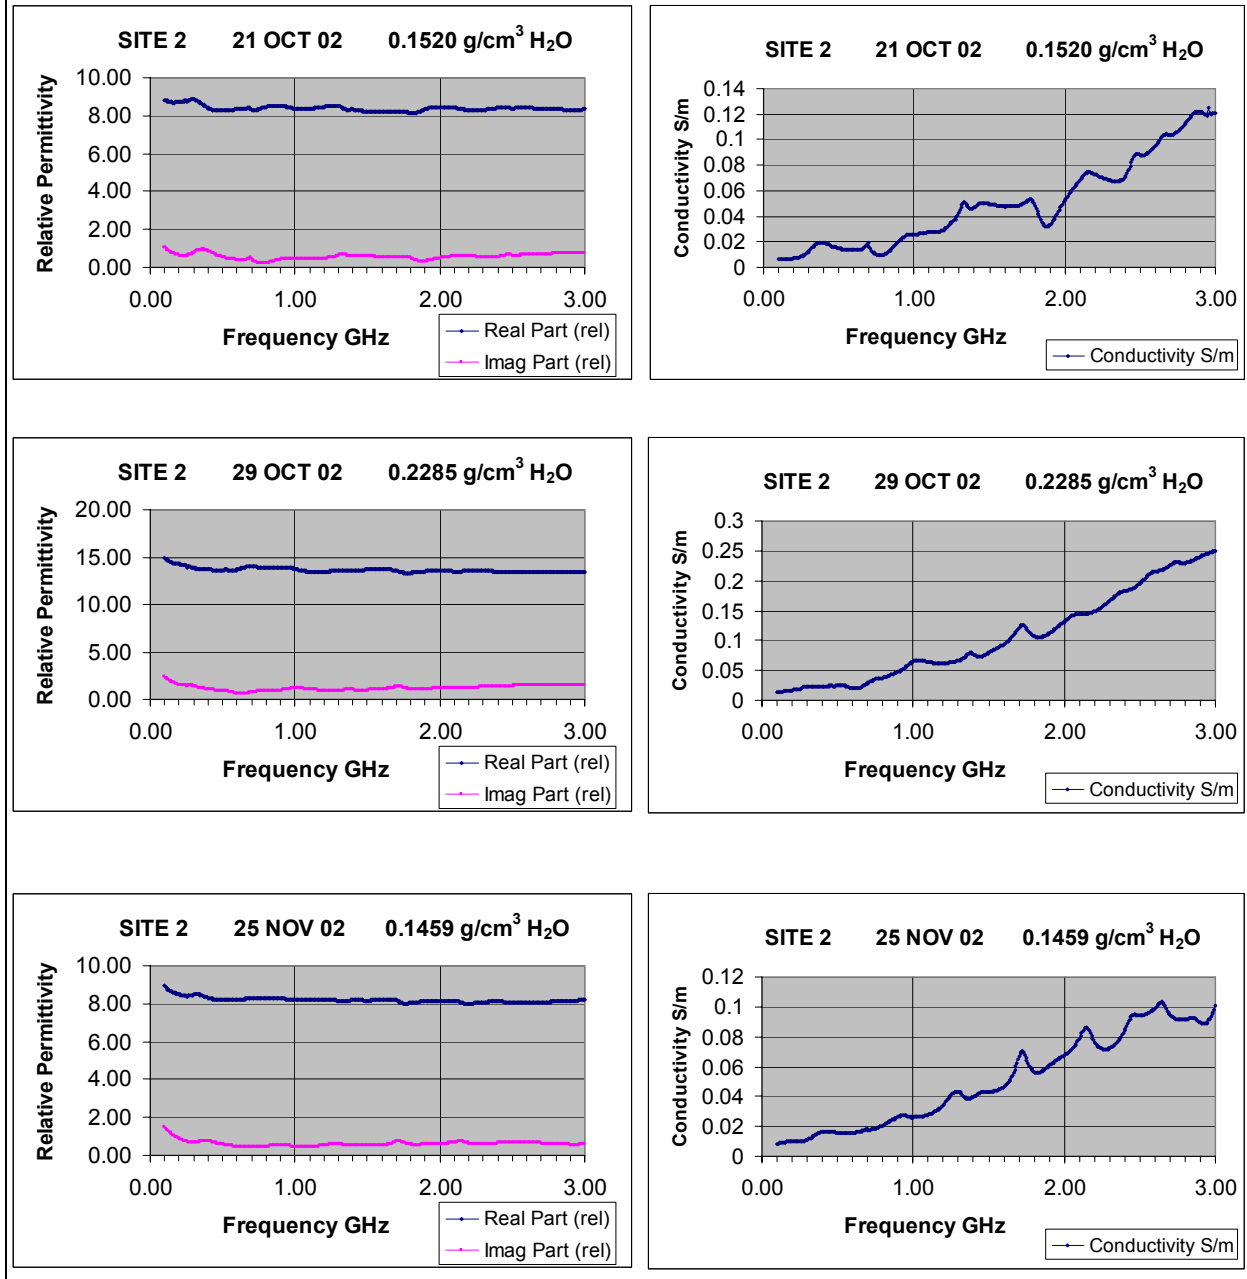 SITE 2 21 OCT 02 0.1520 g/cm³ H₂O
Relative Permittivity
10.00
8.00
6.00
4.00
2.00
0.00
0.00 1.00 2.00 3.00
Frequency GHz
Real Part (rel)
Imag Part (rel)
SITE 2 21 OCT 02 0.1520 g/cm³ H₂O
Conductivity S/m
0.14
0.12
0.1
0.08
0.06
0.04
0.02
0
0.00 1.00 2.00 3.00
Frequency GHz
Conductivity S/m
SITE 2 29 OCT 02 0.2285 g/cm³ H₂O
Relative Permittivity
20.00
15.00
10.00
5.00
0.00
0.00 1.00 2.00 3.00
Frequency GHz
Real Part (rel)
Imag Part (rel)
SITE 2 29 OCT 02 0.2285 g/cm³ H₂O
Conductivity S/m
0.3
0.25
0.2
0.15
0.1
0.05
0
0.00 1.00 2.00 3.00
Frequency GHz
Conductivity S/m
SITE 2 25 NOV 02 0.1459 g/cm³ H₂O
Relative Permittivity
10.00
8.00
6.00
4.00
2.00
0.00
0.00 1.00 2.00 3.00
Frequency GHz
Real Part (rel)
Imag Part (rel)
SITE 2 25 NOV 02 0.1459 g/cm³ H₂O
Conductivity S/m
0.12
0.1
0.08
0.06
0.04
0.02
0
0.00 1.00 2.00 3.00
Frequency GHz
Conductivity S/m